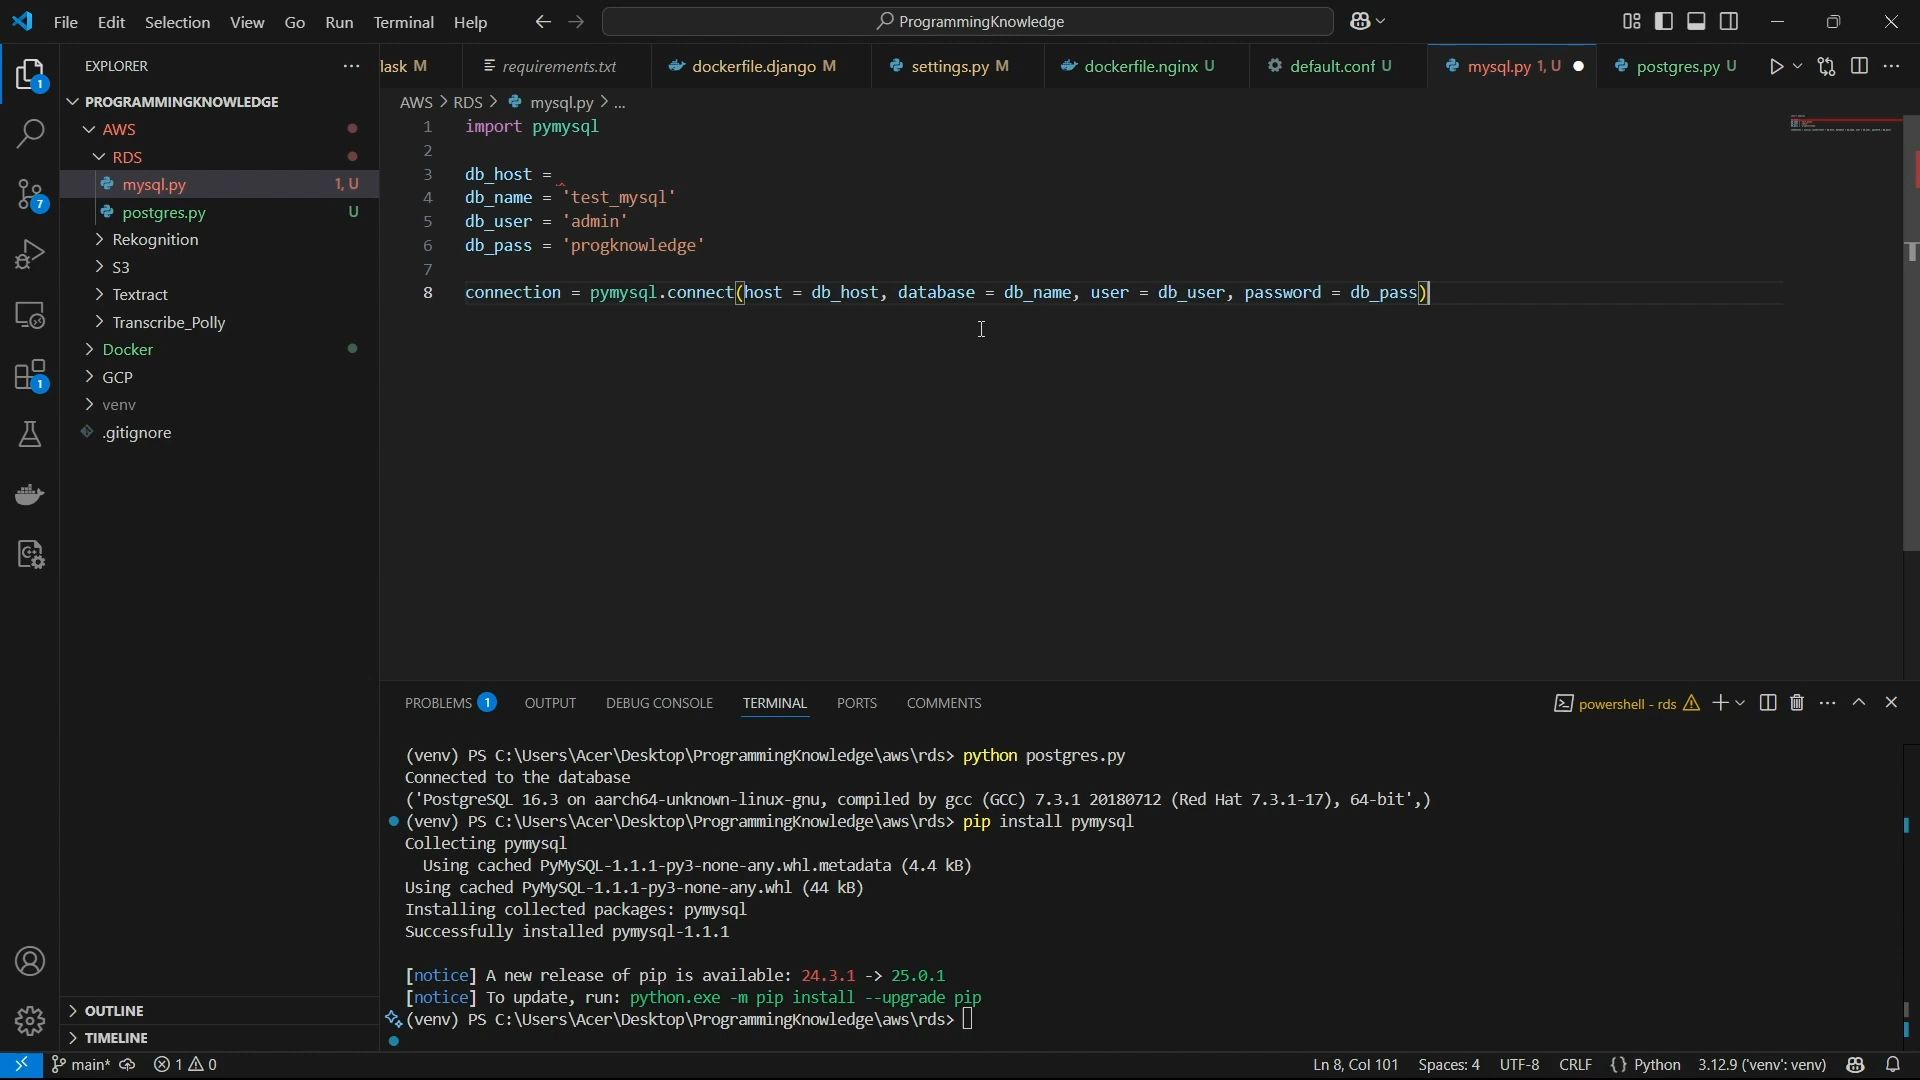 File Edit Selection View Go Run Terminal Help
ProgrammingKnowledge
EXPLORER
lask M
requirements.txt
dockerfile.django M
settings.py M
dockerfile.nginx U
default.conf U
mysql.py 1, U
postgres.py U
AWS > RDS > mysql.py > ...
PROGRAMMINGKNOWLEDGE
AWS
RDS
mysql.py 1, U
postgres.py U
Rekognition
S3
Textract
Transcribe_Polly
Docker
GCP
venv
.gitignore
OUTLINE
TIMELINE
1
7
1
1 import pymysql
2
3 db_host =
4 db_name = 'test_mysql'
5 db_user = 'admin'
6 db_pass = 'progknowledge'
7
8 connection = pymysql.connect(host = db_host, database = db_name, user = db_user, password = db_pass)
PROBLEMS 1 OUTPUT DEBUG CONSOLE TERMINAL PORTS COMMENTS
powershell - rds
(venv) PS C:\Users\Acer\Desktop\ProgrammingKnowledge\aws\rds> python postgres.py
Connected to the database
('PostgreSQL 16.3 on aarch64-unknown-linux-gnu, compiled by gcc (GCC) 7.3.1 20180712 (Red Hat 7.3.1-17), 64-bit',)
(venv) PS C:\Users\Acer\Desktop\ProgrammingKnowledge\aws\rds> pip install pymysql
Collecting pymysql
Using cached PyMySQL-1.1.1-py3-none-any.whl.metadata (4.4 kB)
Using cached PyMySQL-1.1.1-py3-none-any.whl (44 kB)
Installing collected packages: pymysql
Successfully installed pymysql-1.1.1
[notice] A new release of pip is available: 24.3.1 -> 25.0.1
[notice] To update, run: python.exe -m pip install --upgrade pip
(venv) PS C:\Users\Acer\Desktop\ProgrammingKnowledge\aws\rds>
main* 1 0
Ln 8, Col 101 Spaces: 4 UTF-8 CRLF {} Python 3.12.9 ('venv': venv)